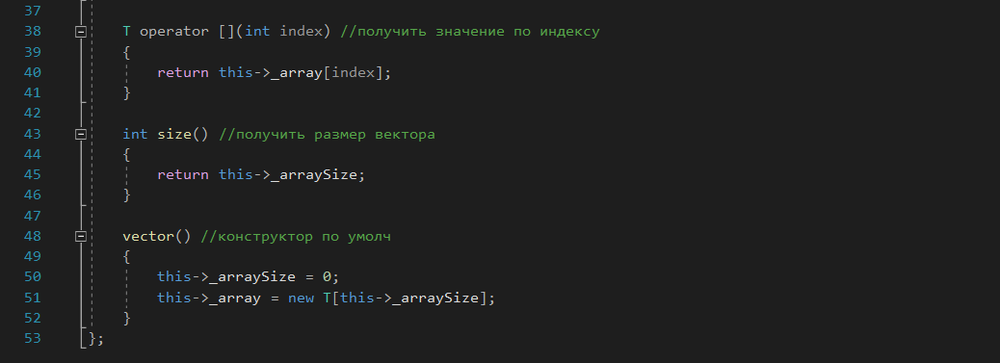 37
38 T operator [](int index) //получить значение по индексу
39 {
40 return this->_array[index];
41 }
42
43 int size() //получить размер вектора
44 {
45 return this->_arraySize;
46 }
47
48 vector() //конструктор по умолч
49 {
50 this->_arraySize = 0;
51 this->_array = new T[this->_arraySize];
52 }
53 };